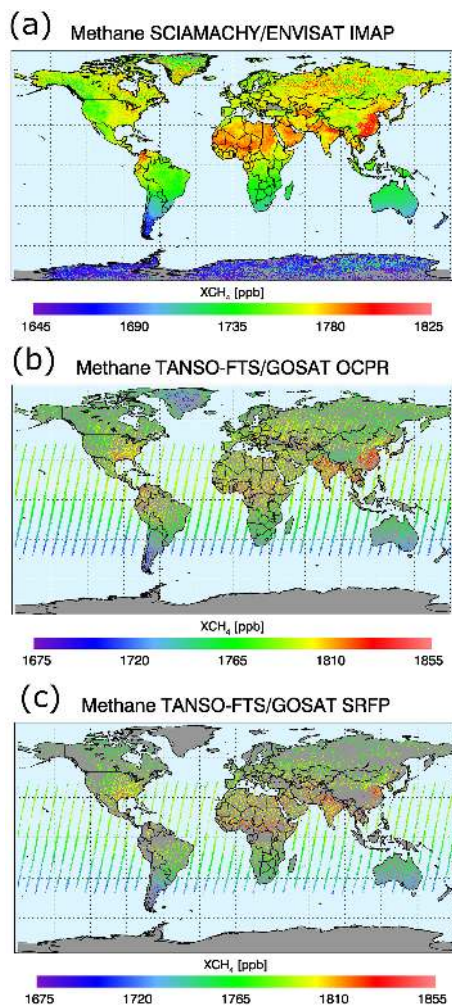 (a) Methane SCIAMACHY/ENVISAT IMAP
XCH₄ [ppb]
1645 1690 1735 1780 1825
(b) Methane TANSO-FTS/GOSAT OCPR
XCH₄ [ppb]
1675 1720 1765 1810 1855
(c) Methane TANSO-FTS/GOSAT SRFP
XCH₄ [ppb]
1675 1720 1765 1810 1855